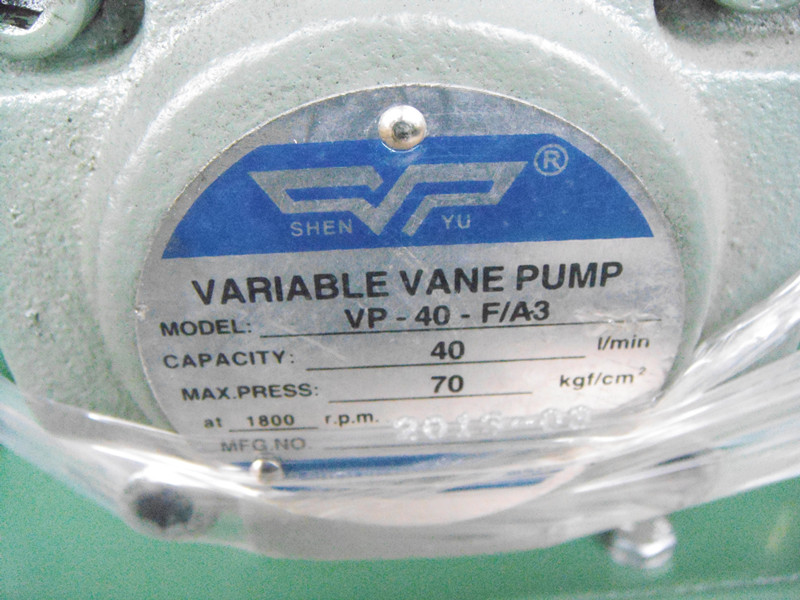 CVP ®
SHEN YU
VARIABLE VANE PUMP
MODEL: VP - 40 - F/A3
CAPACITY: 40 l/min
MAX.PRESS: 70 kgf/cm²
at 1800 r.p.m.
MFG.NO